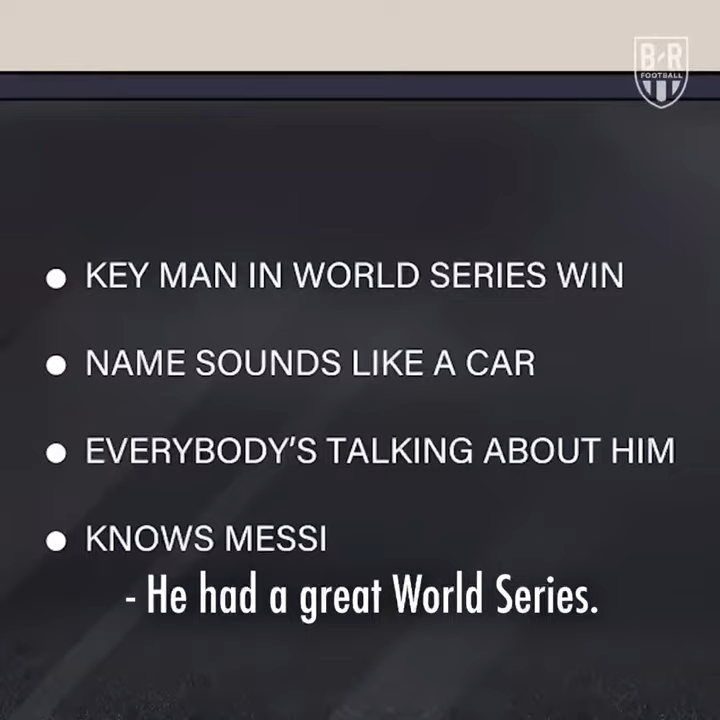 B/R
FOOTBALL
KEY MAN IN WORLD SERIES WIN
NAME SOUNDS LIKE A CAR
EVERYBODY'S TALKING ABOUT HIM
KNOWS MESSI
- He had a great World Series.